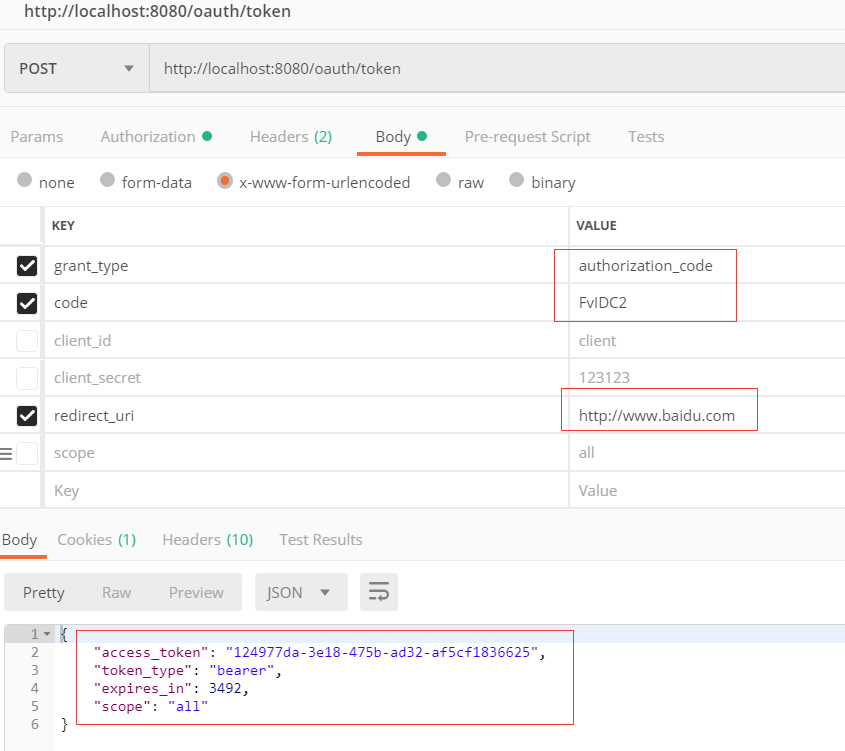 http://localhost:8080/oauth/token
POST http://localhost:8080/oauth/token
Params Authorization Headers (2) Body Pre-request Script Tests
none form-data x-www-form-urlencoded raw binary
KEY VALUE
grant_type authorization_code
code FvIDC2
client_id client
client_secret 123123
redirect_uri http://www.baidu.com
scope all
Key Value
Body Cookies (1) Headers (10) Test Results
Pretty Raw Preview JSON
1 {
2 "access_token": "124977da-3e18-475b-ad32-af5cf1836625",
3 "token_type": "bearer",
4 "expires_in": 3492,
5 "scope": "all"
6 }